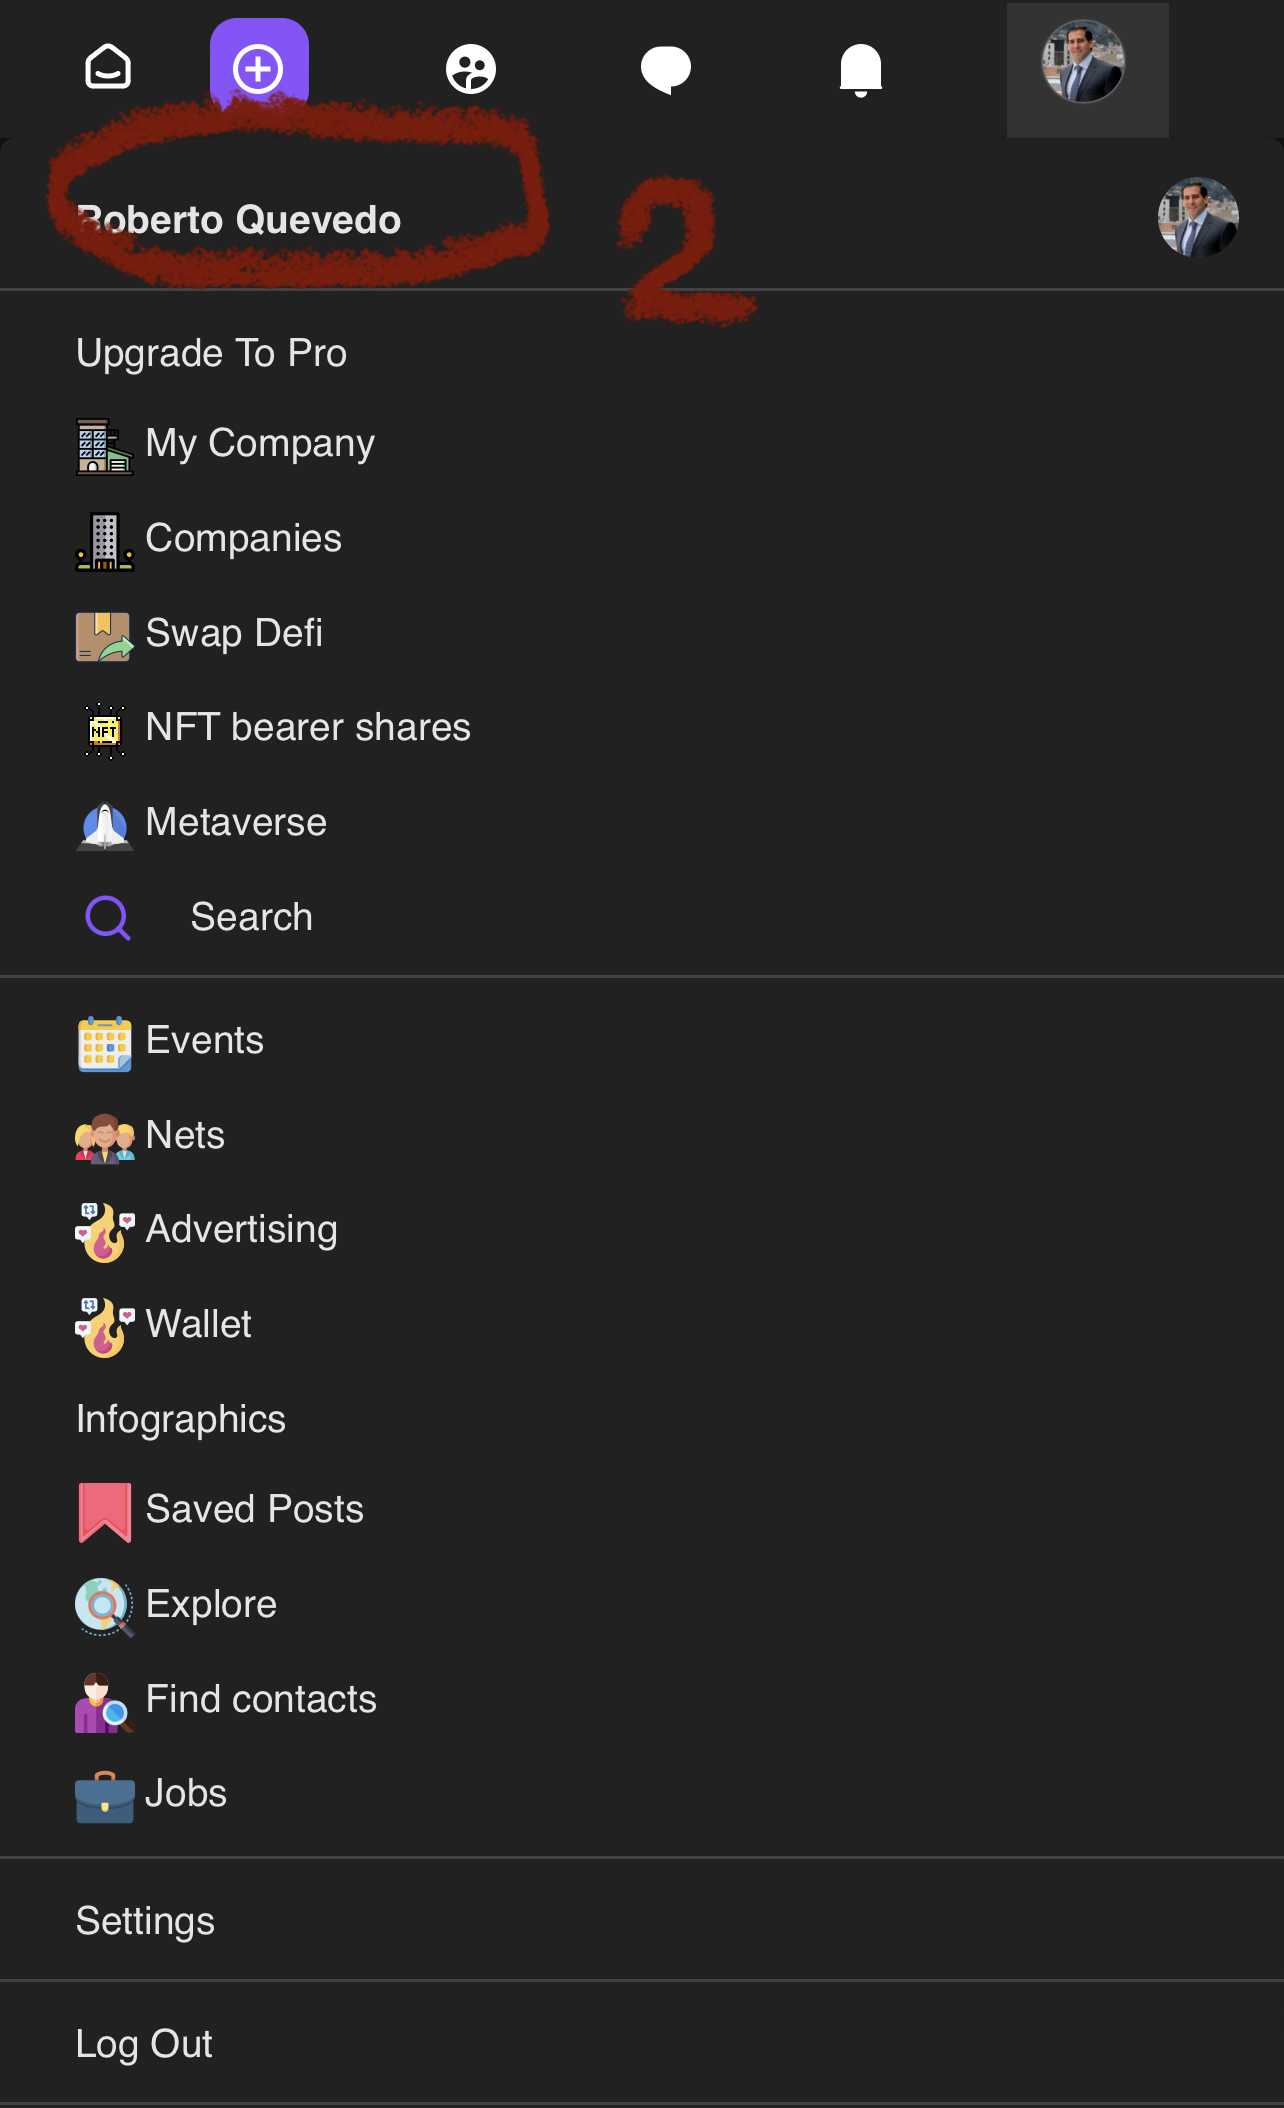 Roberto Quevedo
2
Upgrade To Pro
My Company
Companies
Swap Defi
NFT NFT bearer shares
Metaverse
Search
Events
Nets
Advertising
Wallet
Infographics
Saved Posts
Explore
Find contacts
Jobs
Settings
Log Out